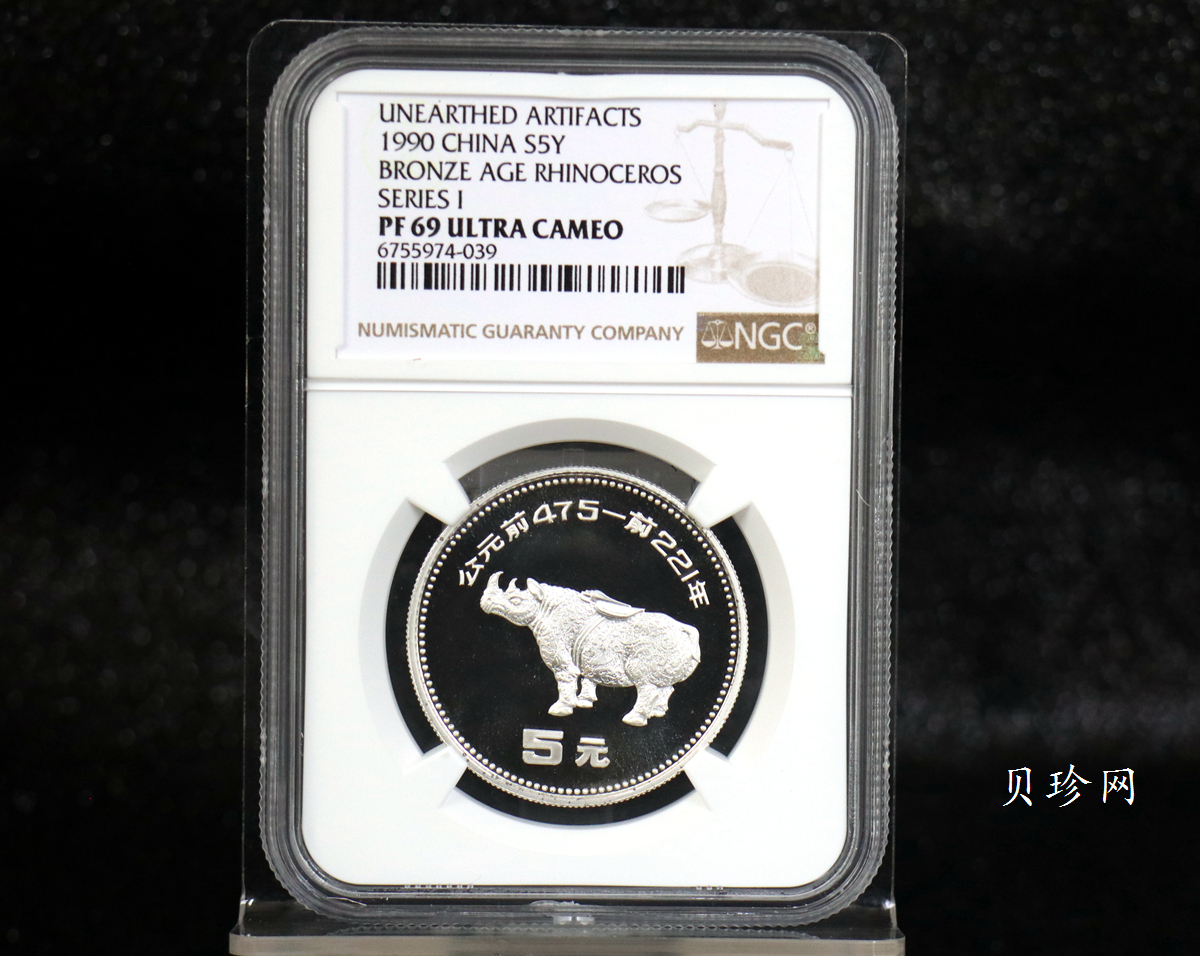 UNEARTHED ARTIFACTS
1990 CHINA S5Y
BRONZE AGE RHINOCEROS
SERIES I
PF 69 ULTRA CAMEO
6755974-039
NUMISMATIC GUARANTY COMPANY
NGC®
公元前475一前221年
5元
贝珍网